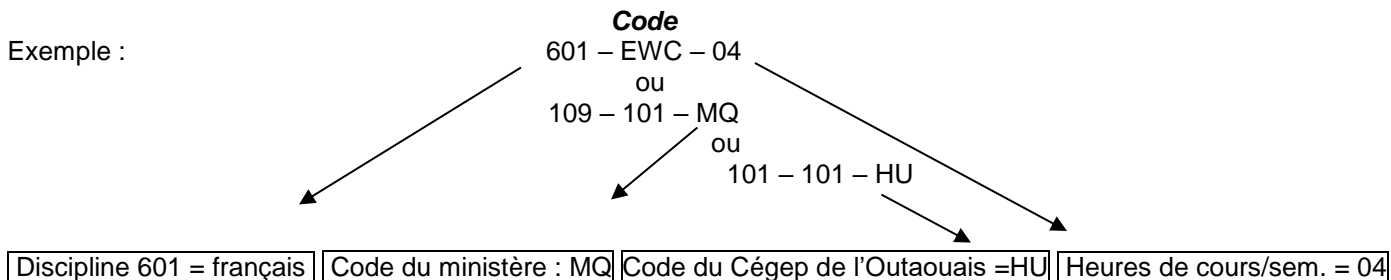 Code
Exemple : 601 – EWC – 04
ou
109 – 101 – MQ
ou
101 – 101 – HU
Discipline 601 = français Code du ministère : MQ Code du Cégep de l'Outaouais =HU Heures de cours/sem. = 04